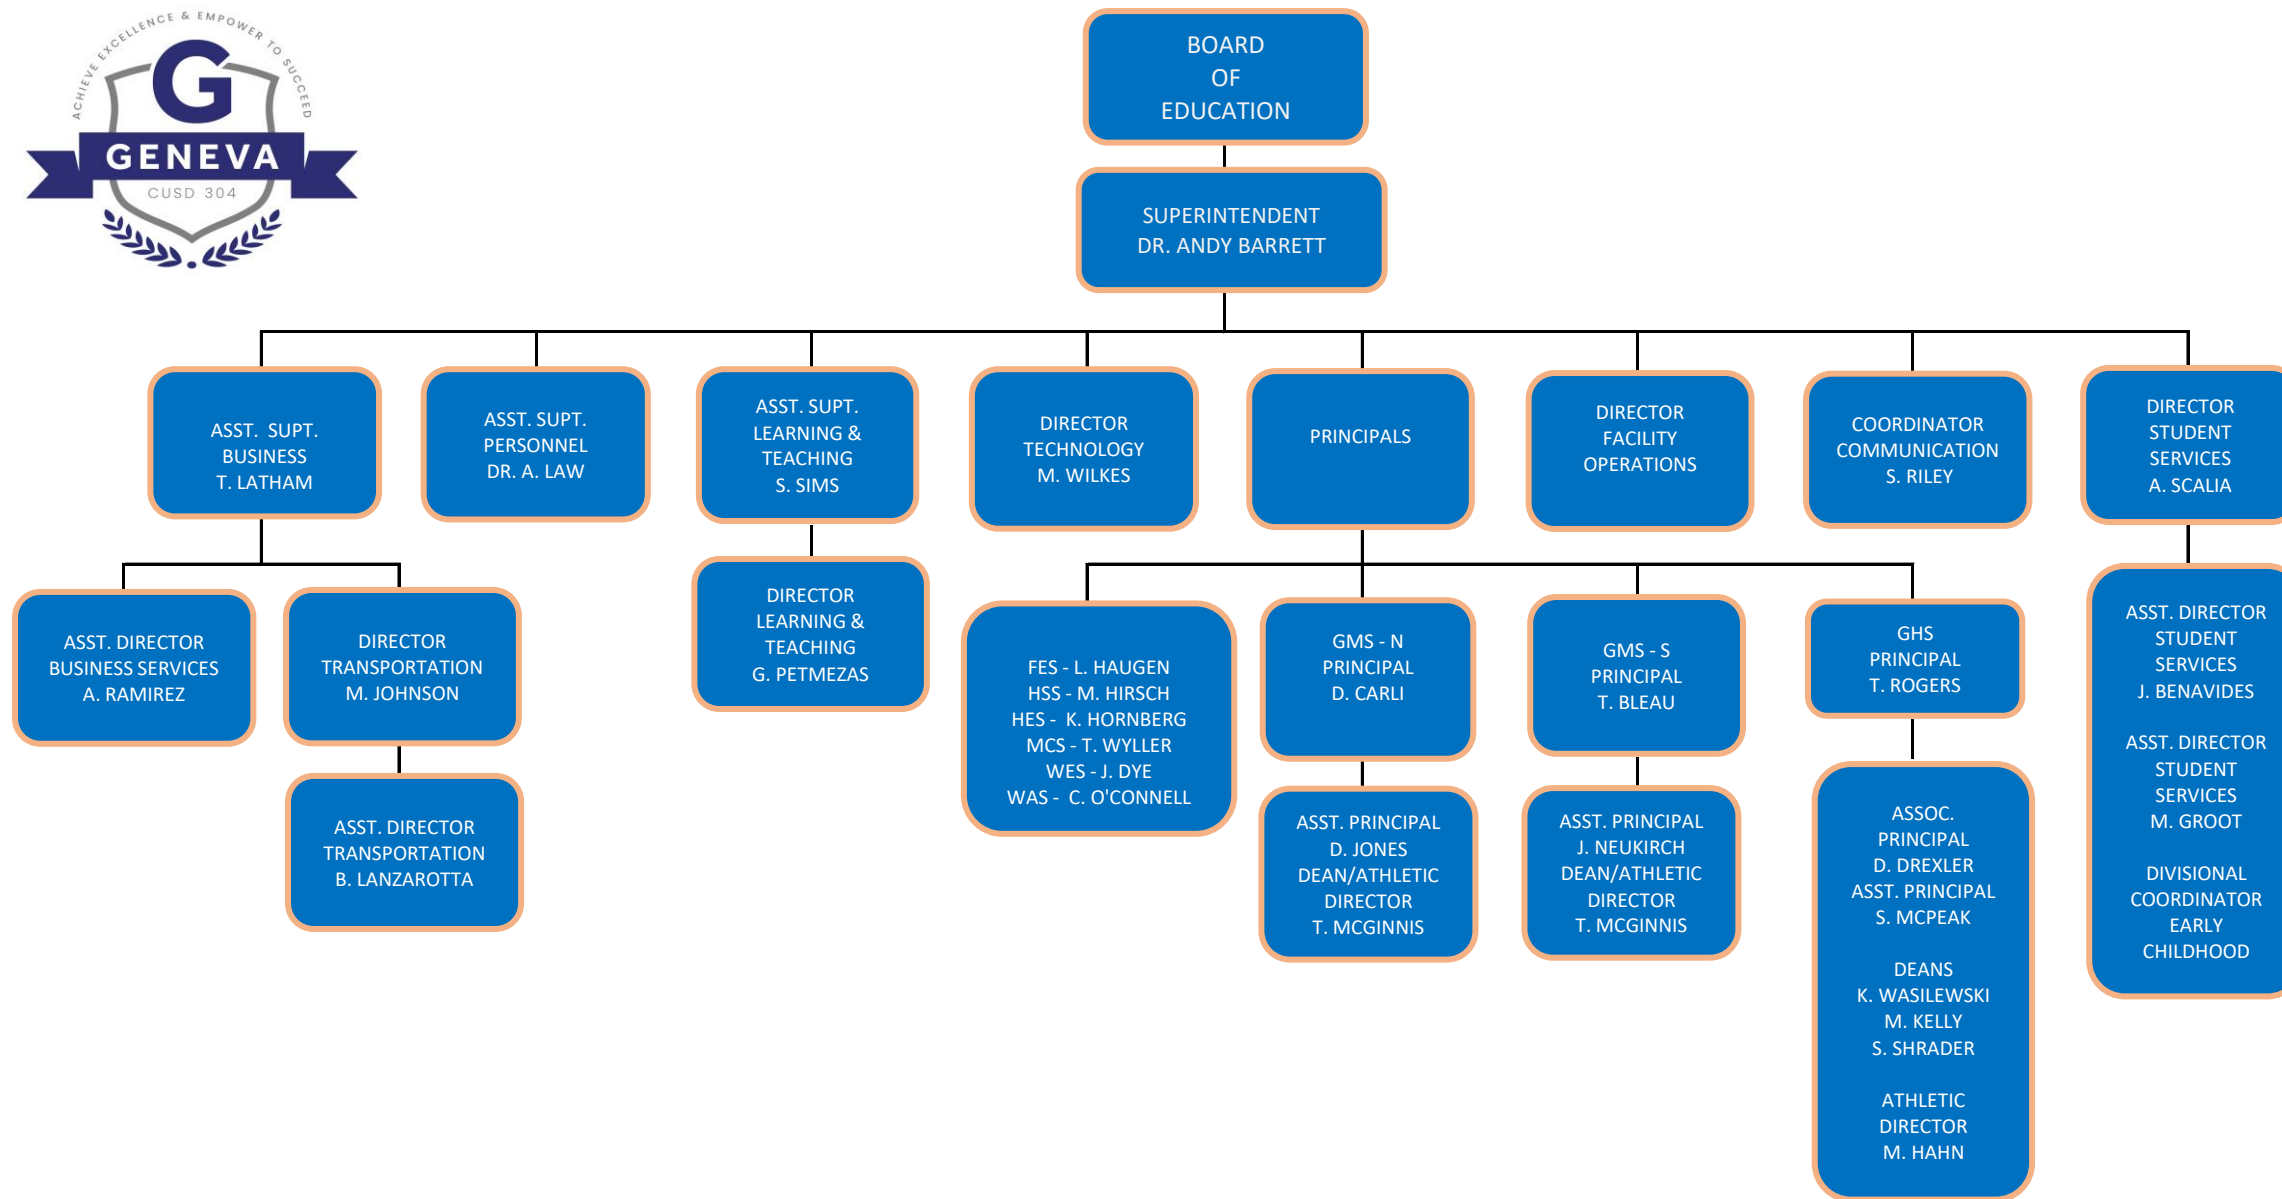 ACHIEVE EXCELLENCE & EMPOWER TO SUCCEED
G
GENEVA
CUSD 304
BOARD
OF
EDUCATION
SUPERINTENDENT
DR. ANDY BARRETT
ASST. SUPT.
BUSINESS
T. LATHAM
ASST. SUPT.
PERSONNEL
DR. A. LAW
ASST. SUPT.
LEARNING &
TEACHING
S. SIMS
DIRECTOR
TECHNOLOGY
M. WILKES
PRINCIPALS
DIRECTOR
FACILITY
OPERATIONS
COORDINATOR
COMMUNICATION
S. RILEY
DIRECTOR
STUDENT
SERVICES
A. SCALIA
ASST. DIRECTOR
BUSINESS SERVICES
A. RAMIREZ
DIRECTOR
TRANSPORTATION
M. JOHNSON
DIRECTOR
LEARNING &
TEACHING
G. PETMEZAS
FES - L. HAUGEN
HSS - M. HIRSCH
HES - K. HORNBERG
MCS - T. WYLLER
WES - J. DYE
WAS - C. O'CONNELL
GMS - N
PRINCIPAL
D. CARLI
GMS - S
PRINCIPAL
T. BLEAU
GHS
PRINCIPAL
T. ROGERS
ASST. DIRECTOR
STUDENT
SERVICES
J. BENAVIDES
ASST. DIRECTOR
STUDENT
SERVICES
M. GROOT
DIVISIONAL
COORDINATOR
EARLY
CHILDHOOD
ASST. DIRECTOR
TRANSPORTATION
B. LANZAROTTA
ASST. PRINCIPAL
D. JONES
DEAN/ATHLETIC
DIRECTOR
T. MCGINNIS
ASST. PRINCIPAL
J. NEUKIRCH
DEAN/ATHLETIC
DIRECTOR
T. MCGINNIS
ASSOC.
PRINCIPAL
D. DREXLER
ASST. PRINCIPAL
S. MCPEAK
DEANS
K. WASILEWSKI
M. KELLY
S. SHRADER
ATHLETIC
DIRECTOR
M. HAHN